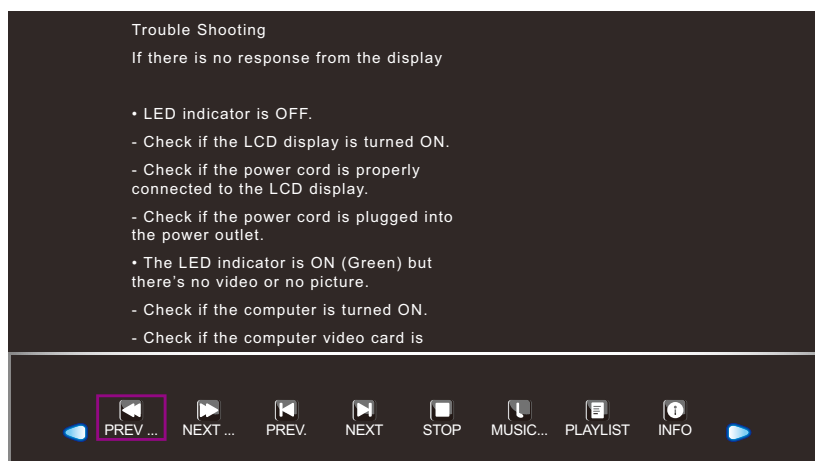 Trouble Shooting
If there is no response from the display
• LED indicator is OFF.
- Check if the LCD display is turned ON.
- Check if the power cord is properly
connected to the LCD display.
- Check if the power cord is plugged into
the power outlet.
• The LED indicator is ON (Green) but
there's no video or no picture.
- Check if the computer is turned ON.
- Check if the computer video card is
PREV ... NEXT ... PREV. NEXT STOP MUSIC... PLAYLIST INFO